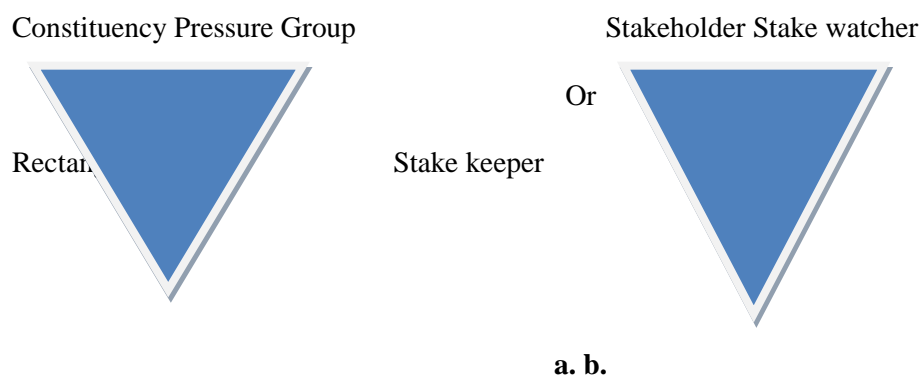 Constituency Pressure Group Stakeholder Stake watcher
Or
Stake keeper
a. b.